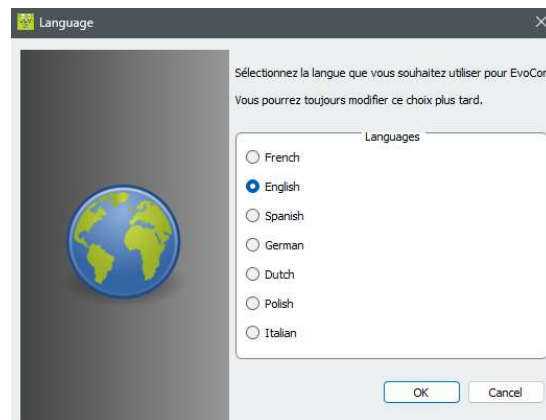 Language
Sélectionnez la langue que vous souhaitez utiliser pour EvoCor
Vous pourrez toujours modifier ce choix plus tard.
Languages
French
English
Spanish
German
Dutch
Polish
Italian
OK
Cancel